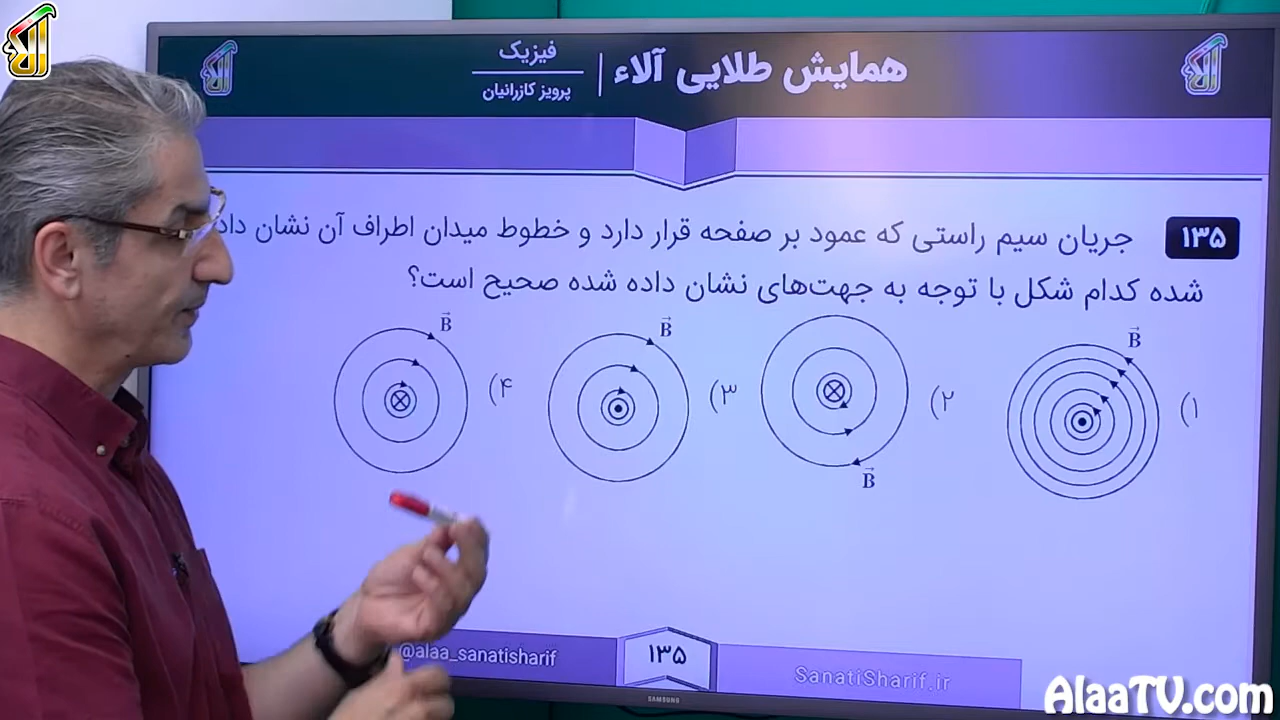 همایش طلایی آلاء
فیزیک
پرویز کازرانیان
۱۳۵
جریان سیم راستی که عمود بر صفحه قرار دارد و خطوط میدان اطراف آن نشان داد
شده کدام شکل با توجه به جهت‌های نشان داده شده صحیح است؟
۱)
B
۲)
B
۳)
B
۴)
B
@alaa_sanatisharif
۱۳۵
SanatiSharif.ir
SAMSUNG
AlaaTV.com